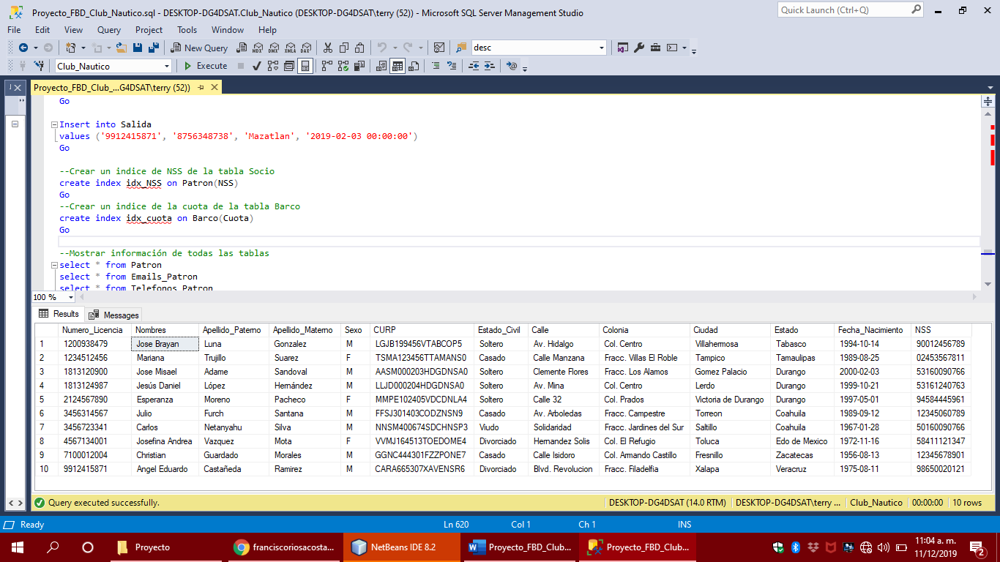 Proyecto_FBD_Club_Nautico.sql - DESKTOP-DG4DSAT.Club_Nautico (DESKTOP-DG4DSAT\terry (52)) - Microsoft SQL Server Management Studio
Quick Launch (Ctrl+Q)
File Edit View Query Project Tools Window Help
New Query MDX DMX XMLA DAX desc
Club_Nautico Execute
Proyecto_FBD_Club_...G4DSAT\terry (52))
Go
Insert into Salida
values ('9912415871', '8756348738', 'Mazatlan', '2019-02-03 00:00:00')
Go
--Crear un indice de NSS de la tabla Socio
create index idx_NSS on Patron(NSS)
Go
--Crear un indice de la cuota de la tabla Barco
create index idx_cuota on Barco(Cuota)
Go
--Mostrar información de todas las tablas
select * from Patron
select * from Emails_Patron
select * from Telefonos_Patron
100 %
Results Messages
Numero_Licencia Nombres Apellido_Paterno Apellido_Materno Sexo CURP Estado_Civil Calle Colonia Ciudad Estado Fecha_Nacimiento NSS
1 1200938479 Jose Brayan Luna Gonzalez M LGJB199456VTABCOP5 Soltero Av. Hidalgo Col. Centro Villahermosa Tabasco 1994-10-14 90012456789
2 1234512456 Mariana Trujillo Suarez F TSMA123456TTAMANS0 Casado Calle Manzana Fracc. Villas El Roble Tampico Tamaulipas 1989-08-25 02453567811
3 1813120900 Jose Misael Adame Sandoval M AASM000203HDGDNSA0 Soltero Clemente Flores Fracc. Los Alamos Gomez Palacio Durango 2000-02-03 53160090766
4 1813124987 Jesús Daniel López Hernández M LLJD000204HDGDNSA0 Soltero Av. Mina Col. Centro Lerdo Durango 1999-10-21 53161240763
5 2124567890 Esperanza Moreno Pacheco F MMPE102405VDCDNLA4 Soltero Calle 32 Col. Prados Victoria de Durango Durango 1997-05-01 94584445961
6 3456314567 Julio Furch Santana M FFSJ301403CODZNSN9 Casado Av. Arboledas Fracc. Campestre Torreon Coahuila 1989-09-12 12345060789
7 3456723341 Carlos Netanyahu Silva M NNSM400674SDCHNSP3 Viudo Solidaridad Fracc. Jardines del Sur Saltillo Coahuila 1967-01-28 50160090766
8 4567134001 Josefina Andrea Vazquez Mota F VVMJ164513TOEDOME4 Divorciado Hernandez Solis Col. El Refugio Toluca Edo de Mexico 1972-11-16 58411121347
9 7100012004 Christian Guardado Morales M GGNC444301FZZPONE7 Casado Calle Isidoro Col. Armando Castillo Fresnillo Zacatecas 1956-08-13 12345678901
10 9912415871 Angel Eduardo Castañeda Ramirez M CARA665307XAVENSR6 Divorciado Blvd. Revolucion Fracc. Filadelfia Xalapa Veracruz 1975-08-11 98650020121
Query executed successfully. DESKTOP-DG4DSAT (14.0 RTM) DESKTOP-DG4DSAT\terry ... Club_Nautico 00:00:00 10 rows
Ready Ln 620 Col 1 Ch 1 INS
Proyecto franciscoriosacosta... NetBeans IDE 8.2 Proyecto_FBD_Club... Proyecto_FBD_Club... 11:04 a. m.
11/12/2019 2